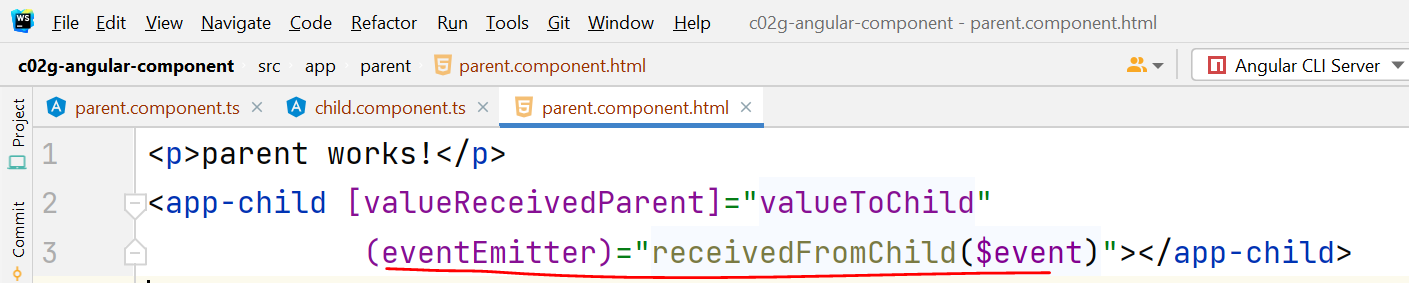 WS File Edit View Navigate Code Refactor Run Tools Git Window Help c02g-angular-component - parent.component.html
c02g-angular-component src app parent parent.component.html Angular CLI Server
Project
Commit
parent.component.ts child.component.ts parent.component.html
1 <p>parent works!</p>
2 <app-child [valueReceivedParent]="valueToChild"
3 (eventEmitter)="receivedFromChild($event)"></app-child>